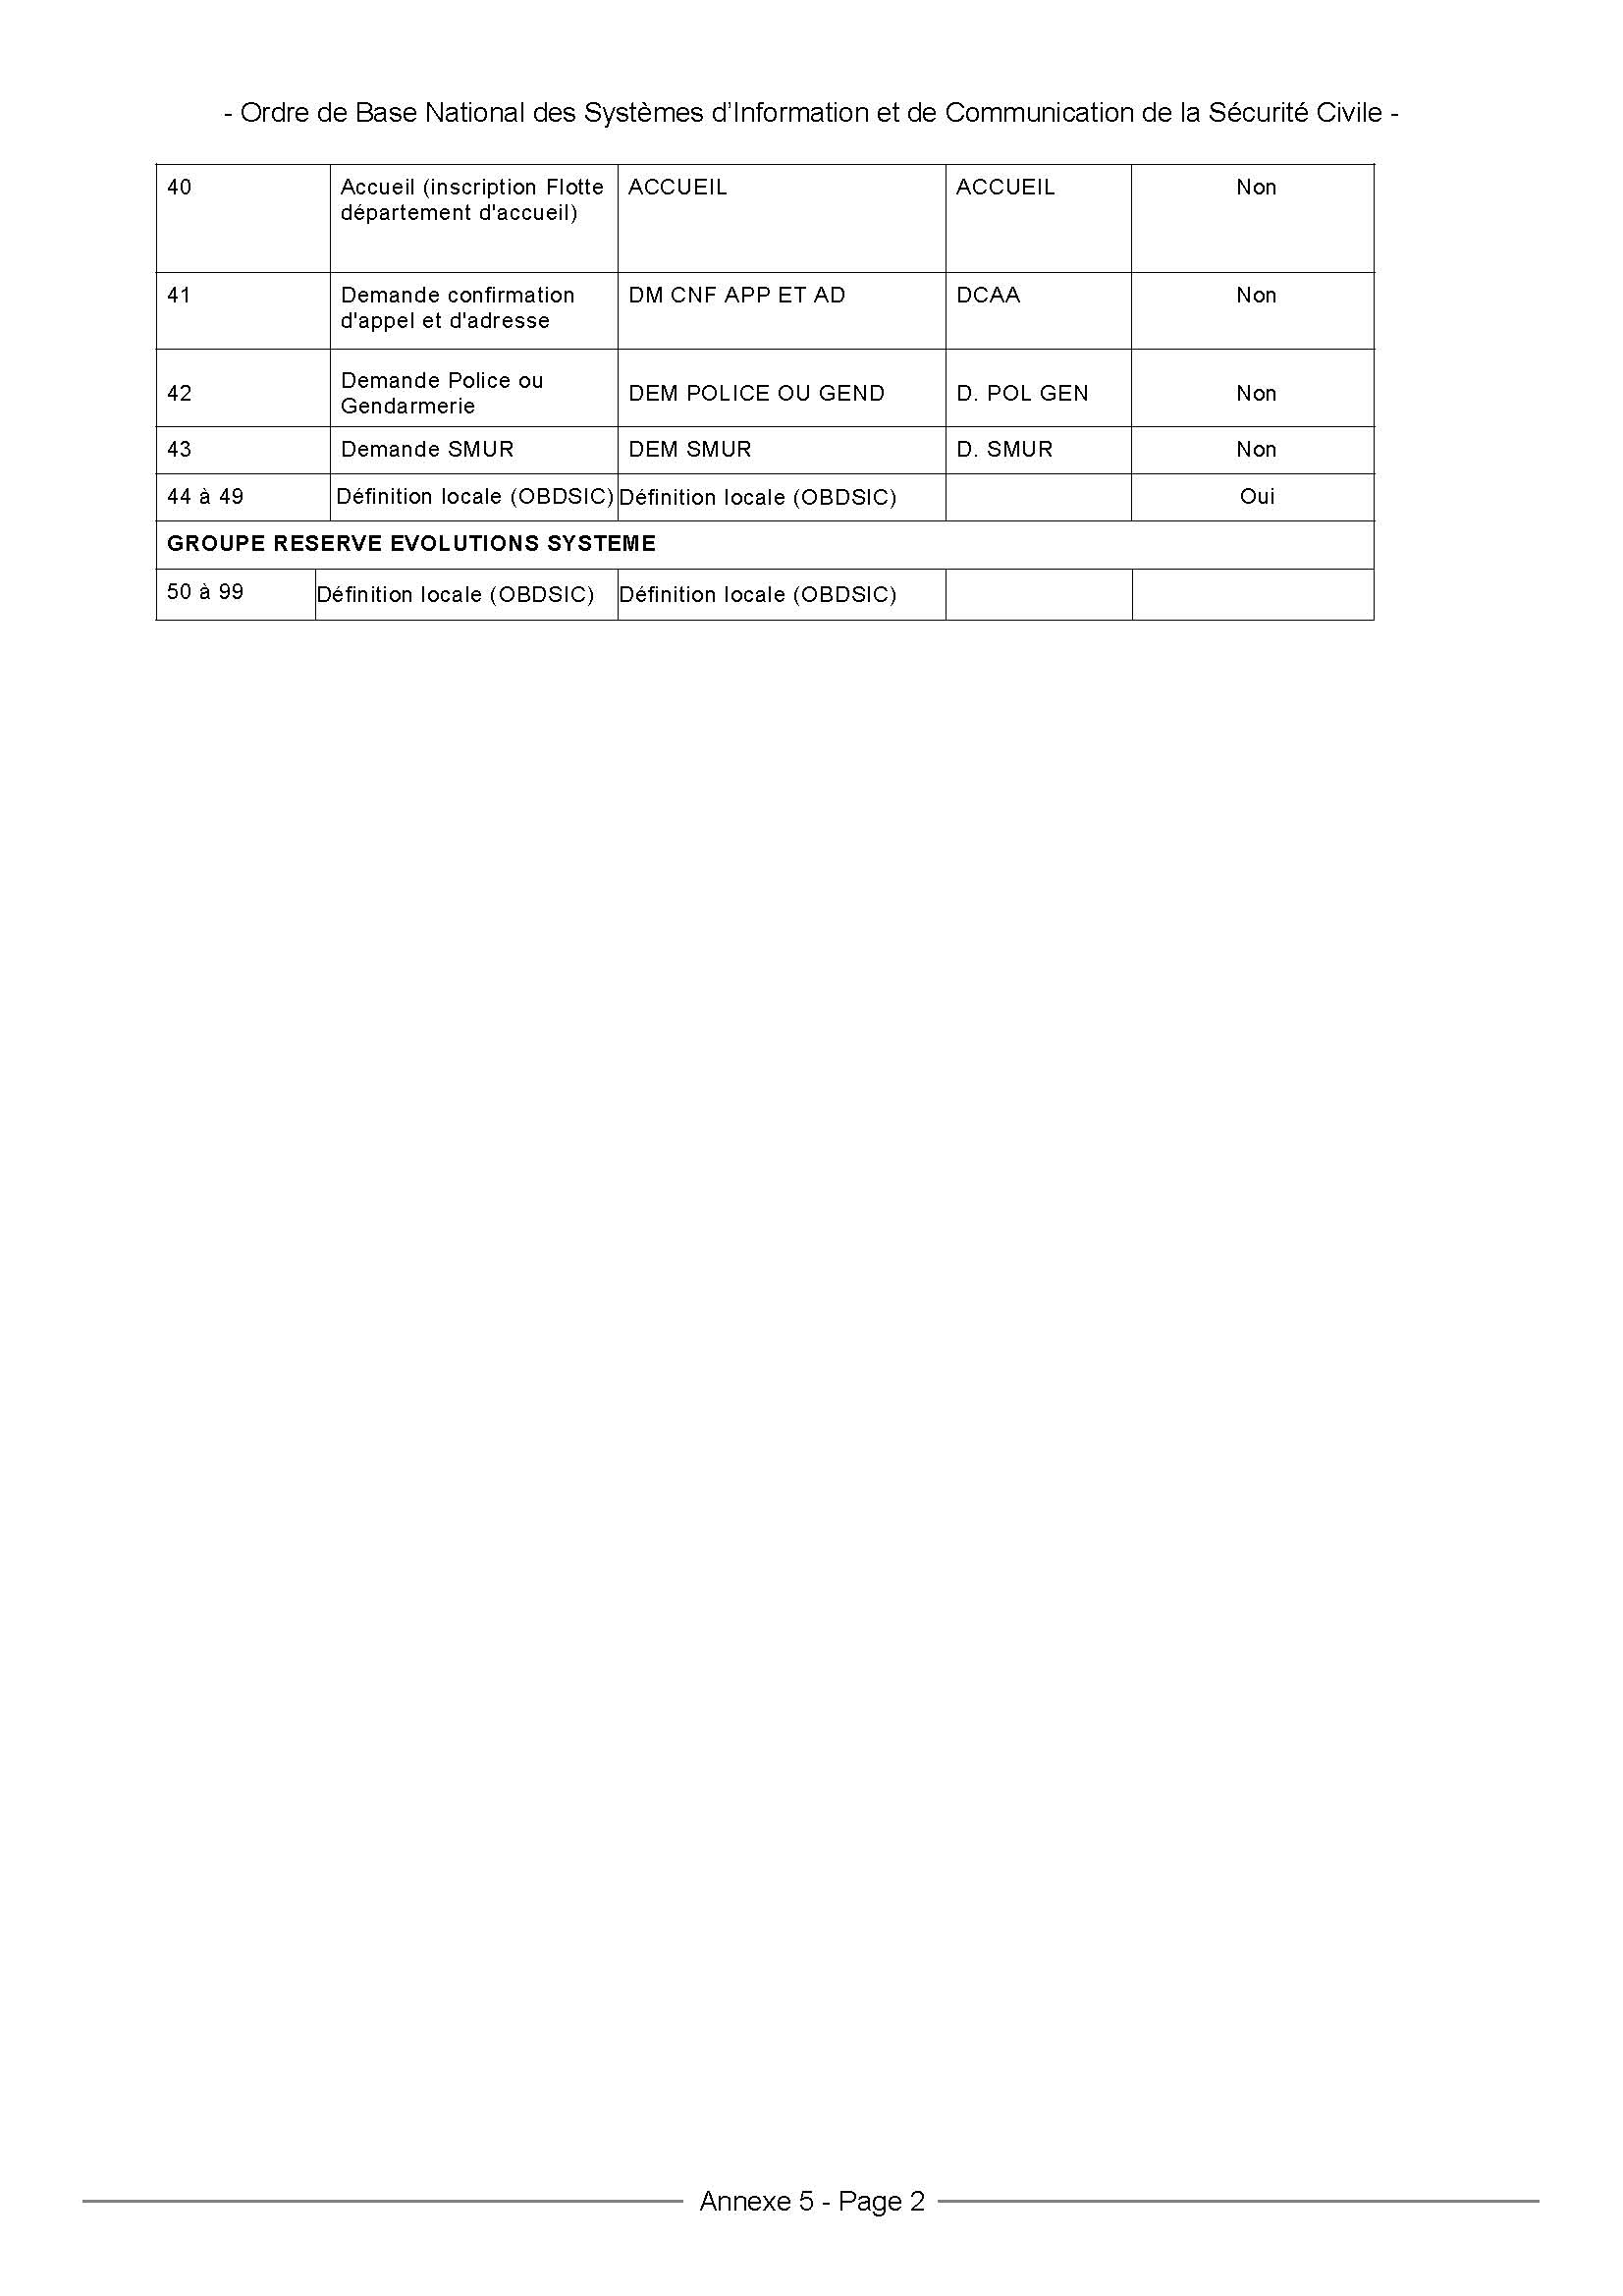 - Ordre de Base National des Systèmes d’Information et de Communication de la Sécurité Civile -
40 Accueil (inscription Flotte ACCUEIL ACCUEIL Non
département d'accueil)
41 Demande confirmation DM CNF APP ET AD DCAA Non
d'appel et d'adresse
Demande Police ou
42 DEM POLICE OU GEND D. POL GEN Non
Gendarmerie
43 Demande SMUR DEM SMUR D. SMUR Non
44 à 49 Définition locale (OBDSIC) Définition locale (OBDSIC) Oui
GROUPE RESERVE EVOLUTIONS SYSTEME
50 à 99 Définition locale (OBDSIC) Définition locale (OBDSIC)
Annexe 5 - Page 2